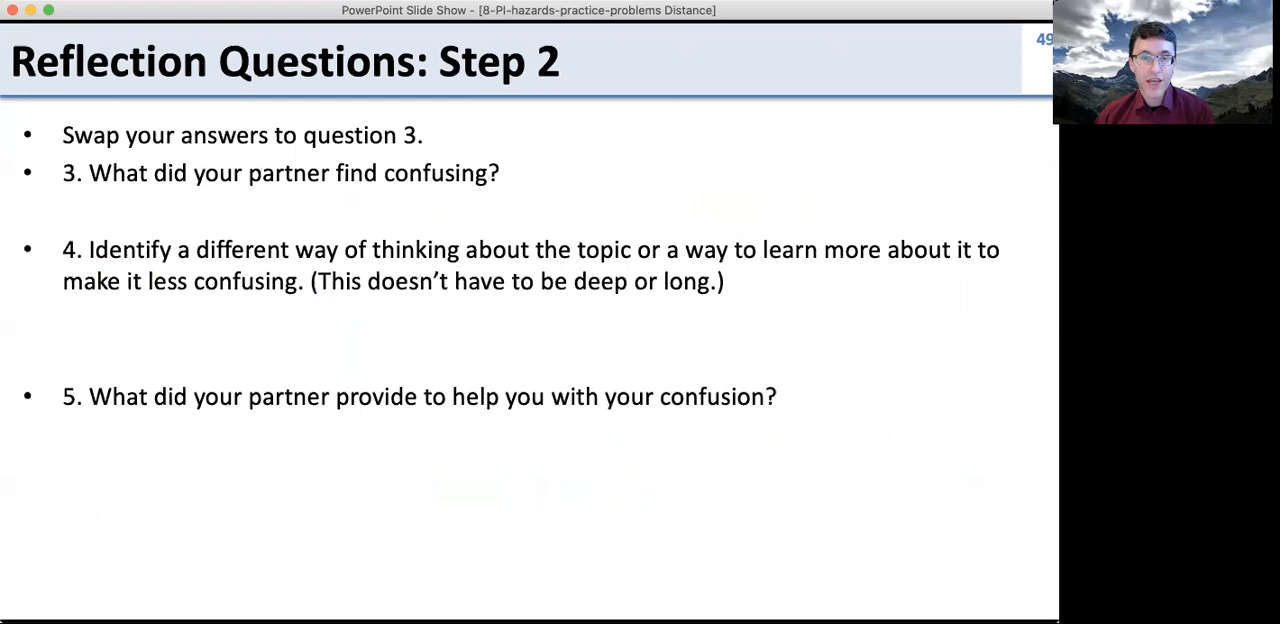 PowerPoint Slide Show - [8-PI-hazards-practice-problems Distance]
Reflection Questions: Step 2
49
• Swap your answers to question 3.
• 3. What did your partner find confusing?
• 4. Identify a different way of thinking about the topic or a way to learn more about it to
make it less confusing. (This doesn’t have to be deep or long.)
• 5. What did your partner provide to help you with your confusion?